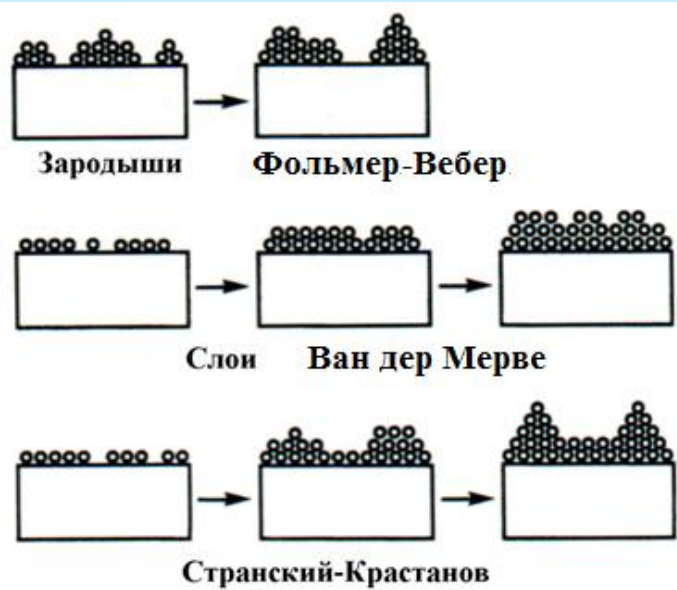 Зародыши Фольмер-Вебер
Слои Ван дер Мерве
Странский-Крастанов